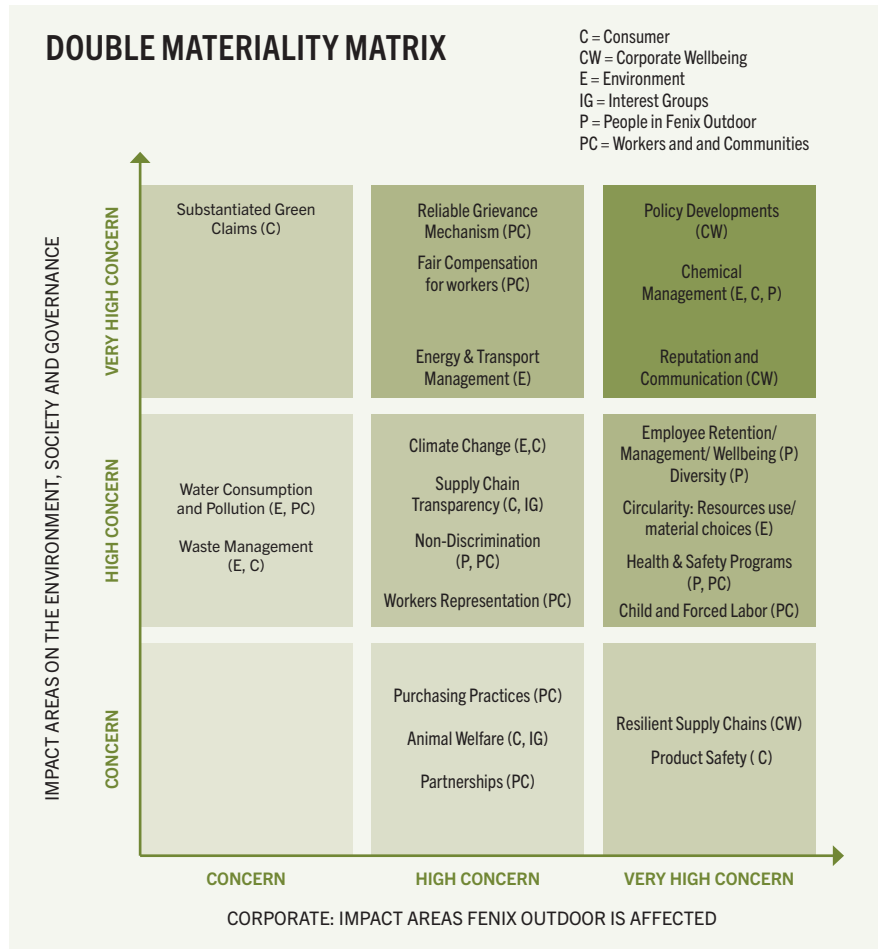 DOUBLE MATERIALITY MATRIX
C = Consumer
CW = Corporate Wellbeing
E = Environment
IG = Interest Groups
P = People in Fenix Outdoor
PC = Workers and and Communities
IMPACT AREAS ON THE ENVIRONMENT, SOCIETY AND GOVERNANCE
VERY HIGH CONCERN
Substantiated Green
Claims (C)
Reliable Grievance
Mechanism (PC)
Fair Compensation
for workers (PC)
Energy & Transport
Management (E)
Policy Developments
(CW)
Chemical
Management (E, C, P)
Reputation and
Communication (CW)
HIGH CONCERN
Water Consumption
and Pollution (E, PC)
Waste Management
(E, C)
Climate Change (E,C)
Supply Chain
Transparency (C, IG)
Non-Discrimination
(P, PC)
Workers Representation (PC)
Employee Retention/
Management/ Wellbeing (P)
Diversity (P)
Circularity: Resources use/
material choices (E)
Health & Safety Programs
(P, PC)
Child and Forced Labor (PC)
CONCERN
Purchasing Practices (PC)
Animal Welfare (C, IG)
Partnerships (PC)
Resilient Supply Chains (CW)
Product Safety ( C)
CONCERN
HIGH CONCERN
VERY HIGH CONCERN
CORPORATE: IMPACT AREAS FENIX OUTDOOR IS AFFECTED